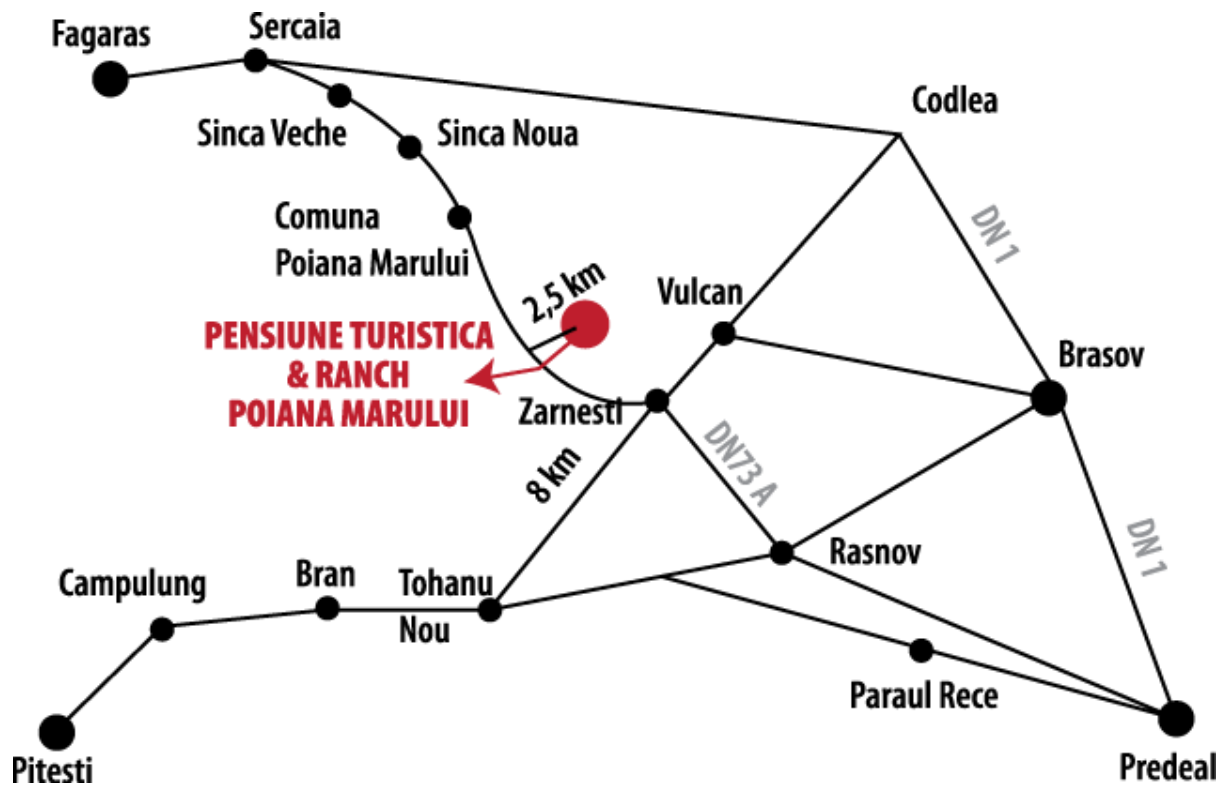 Sercaia
Fagaras
Codlea
Sinca Veche
Sinca Noua
Comuna
Poiana Marului
DN 1
2,5 km
Vulcan
PENSIUNE TURISTICA
& RANCH
POIANA MARULUI
Brasov
Zarnesti
DN73 A
8 km
Rasnov
DN 1
Campulung
Bran
Tohanu
Nou
Paraul Rece
Pitesti
Predeal